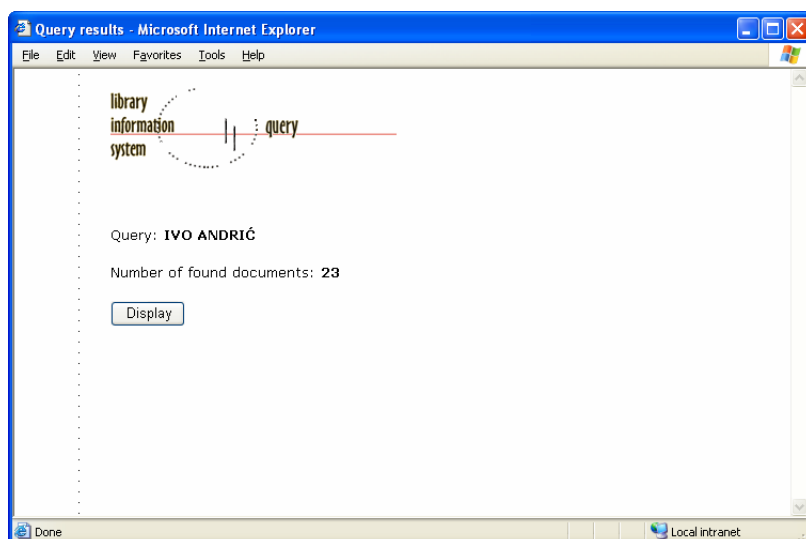 Query results - Microsoft Internet Explorer
File Edit View Favorites Tools Help
library
information query
system
Query: IVO ANDRIĆ
Number of found documents: 23
Display
Done Local intranet